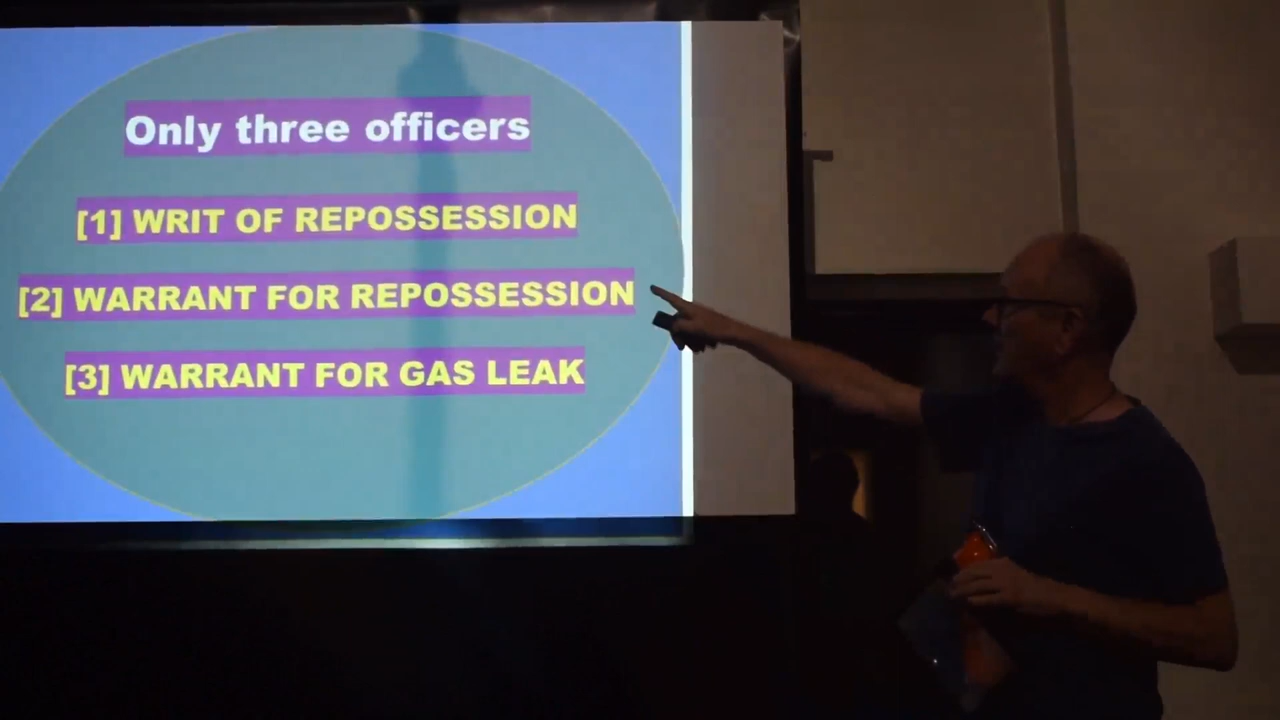 Only three officers
[1] WRIT OF REPOSSESSION
[2] WARRANT FOR REPOSSESSION
[3] WARRANT FOR GAS LEAK